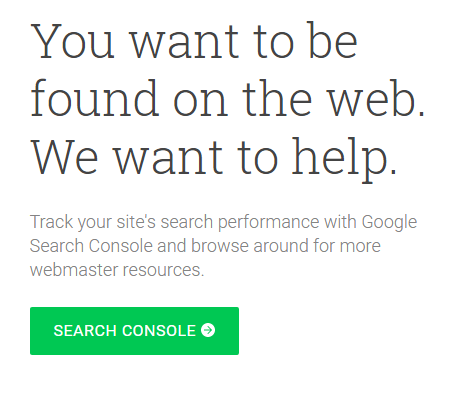 You want to be
found on the web.
We want to help.
Track your site's search performance with Google
Search Console and browse around for more
webmaster resources.
SEARCH CONSOLE